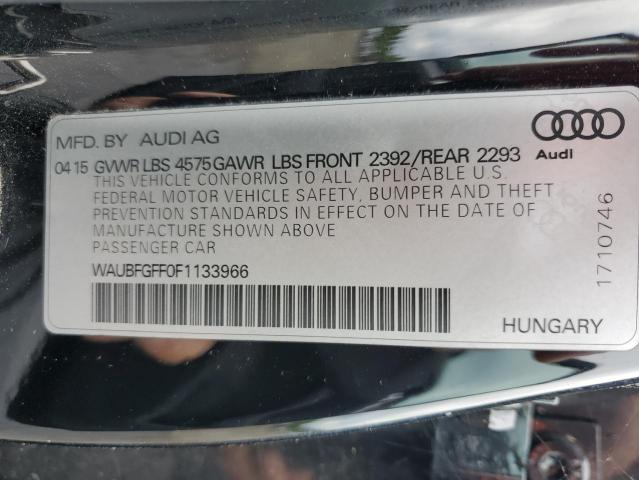 MFD. BY AUDI AG
04 15 GVWR LBS 4575 GAWR LBS FRONT 2392/REAR 2293
THIS VEHICLE CONFORMS TO ALL APPLICABLE U.S.
FEDERAL MOTOR VEHICLE SAFETY, BUMPER AND THEFT
PREVENTION STANDARDS IN EFFECT ON THE DATE OF
MANUFACTURE SHOWN ABOVE
PASSENGER CAR
WAUBFGFF0F1133966
Audi
1710746
HUNGARY